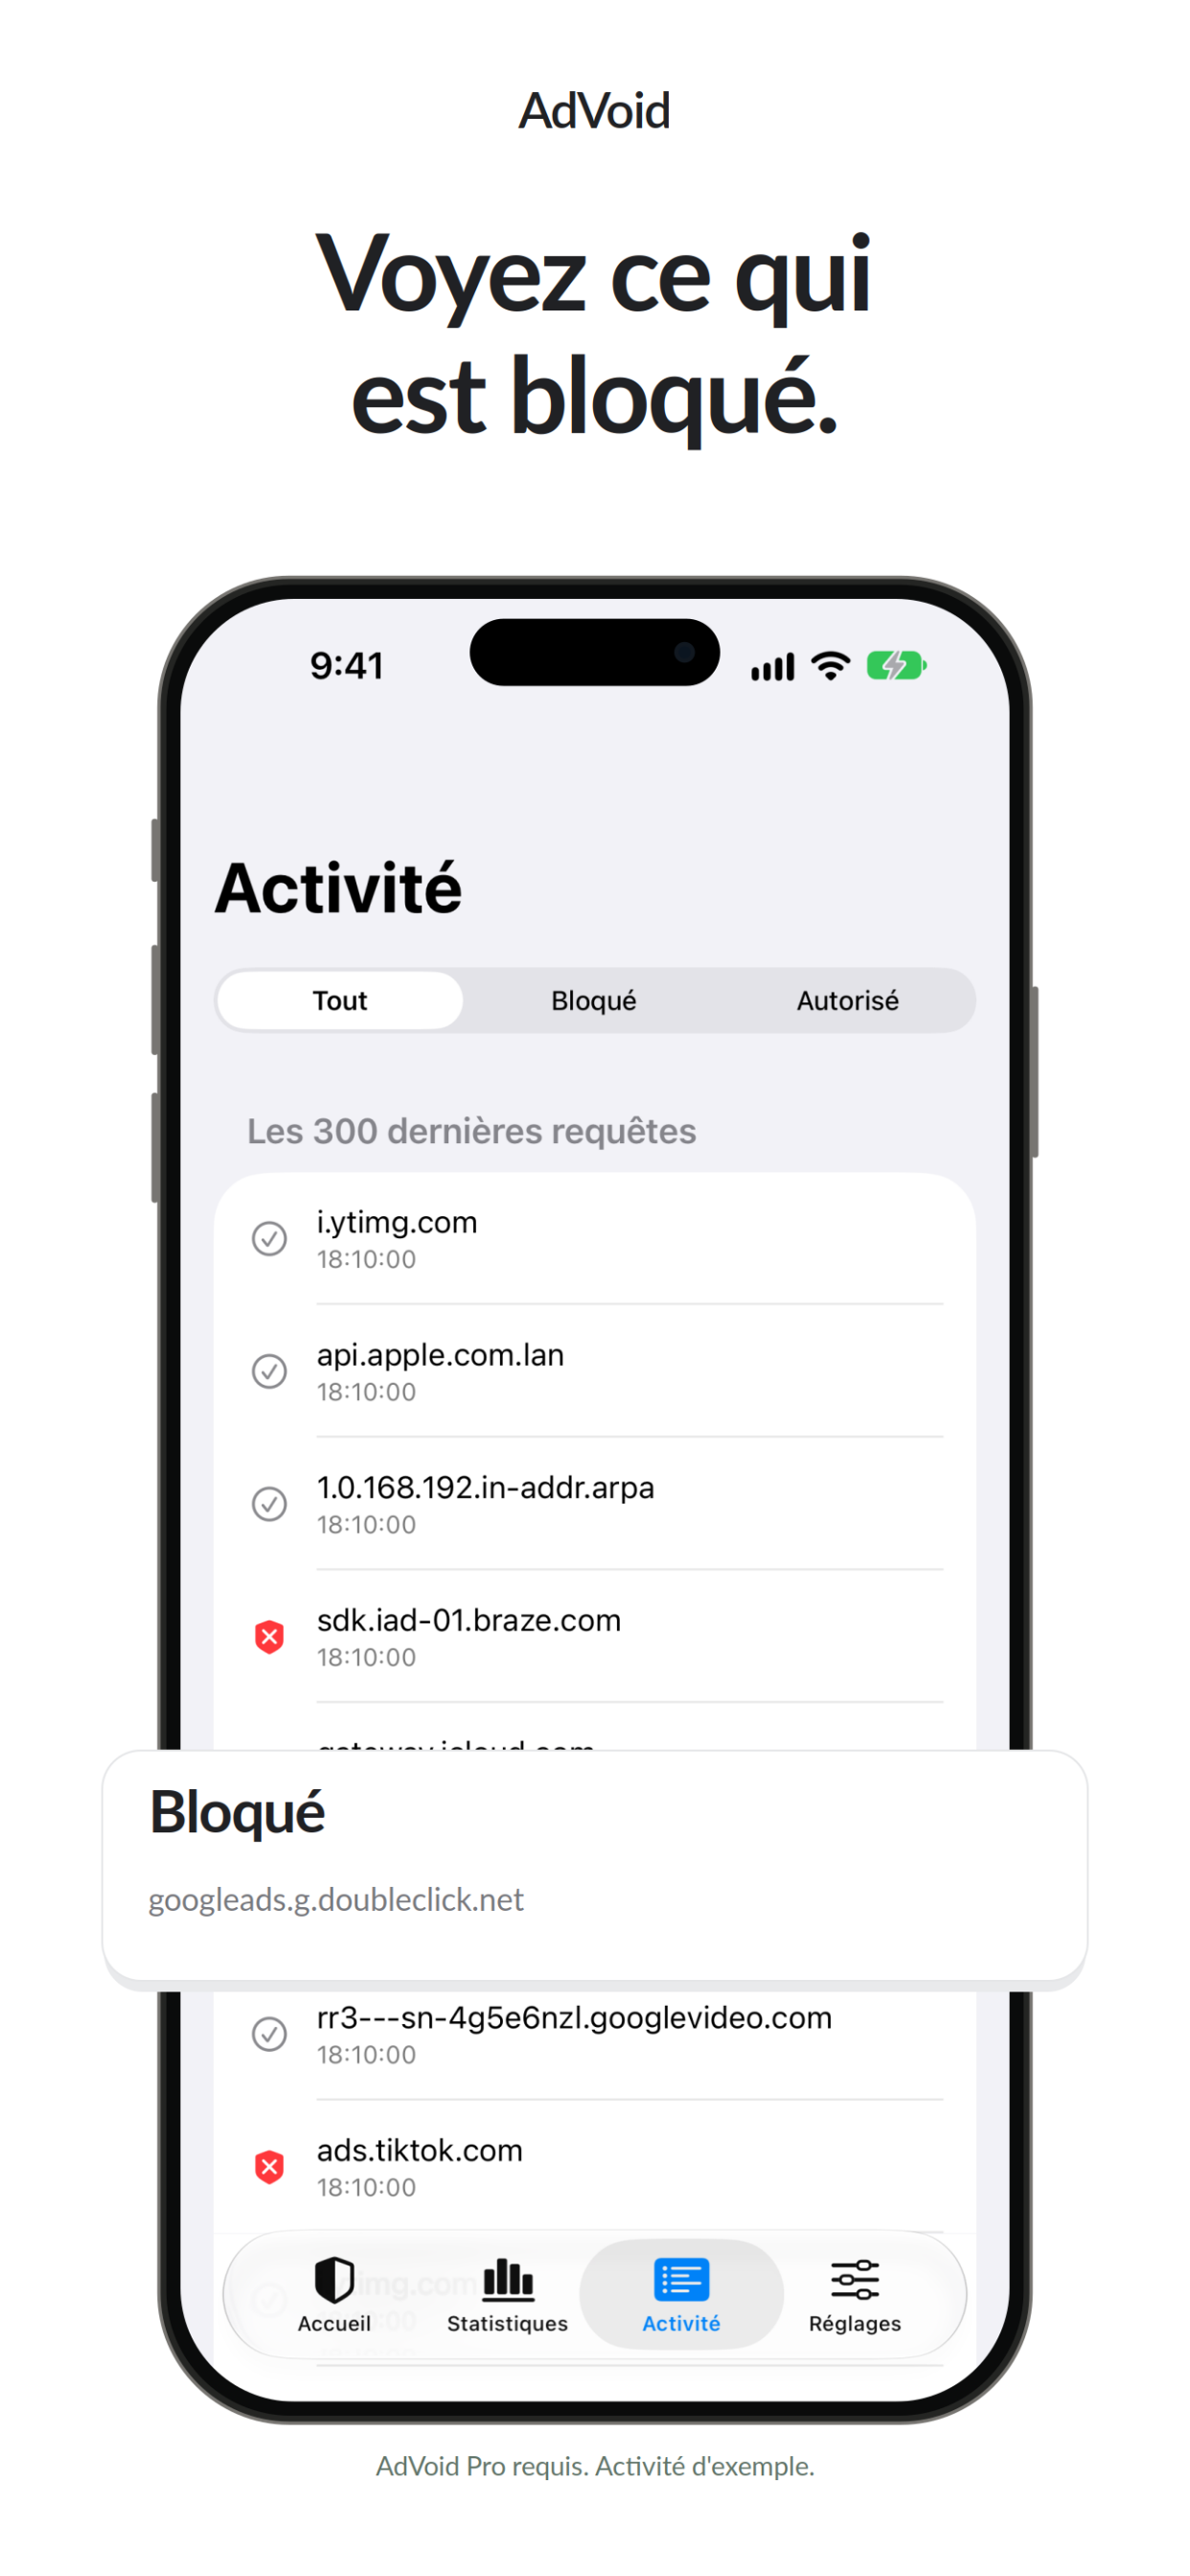 AdVoid
Voyez ce qui
est bloqué.
9:41
Activité
Tout
Bloqué
Autorisé
Les 300 dernières requêtes
i.ytimg.com
18:10:00
api.apple.com.lan
18:10:00
1.0.168.192.in-addr.arpa
18:10:00
sdk.iad-01.braze.com
18:10:00
gateway.icloud.com
Bloqué
googleads.g.doubleclick.net
rr3---sn-4g5e6nzl.googlevideo.com
18:10:00
ads.tiktok.com
18:10:00
Accueil
Statistiques
Activité
Réglages
AdVoid Pro requis. Activité d'exemple.